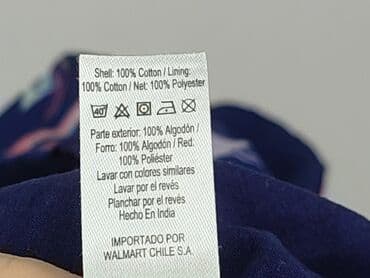 Shell: 100% Cotton / Lining:
100% Cotton / Net: 100% Polyester
40
Parte exterior: 100% Algodón /
Forro: 100% Algodón / Red:
100% Poliéster
Lavar con colores similares
Lavar por el revés
Planchar por el revés
Hecho En India
IMPORTADO POR
WALMART CHILE S.A.